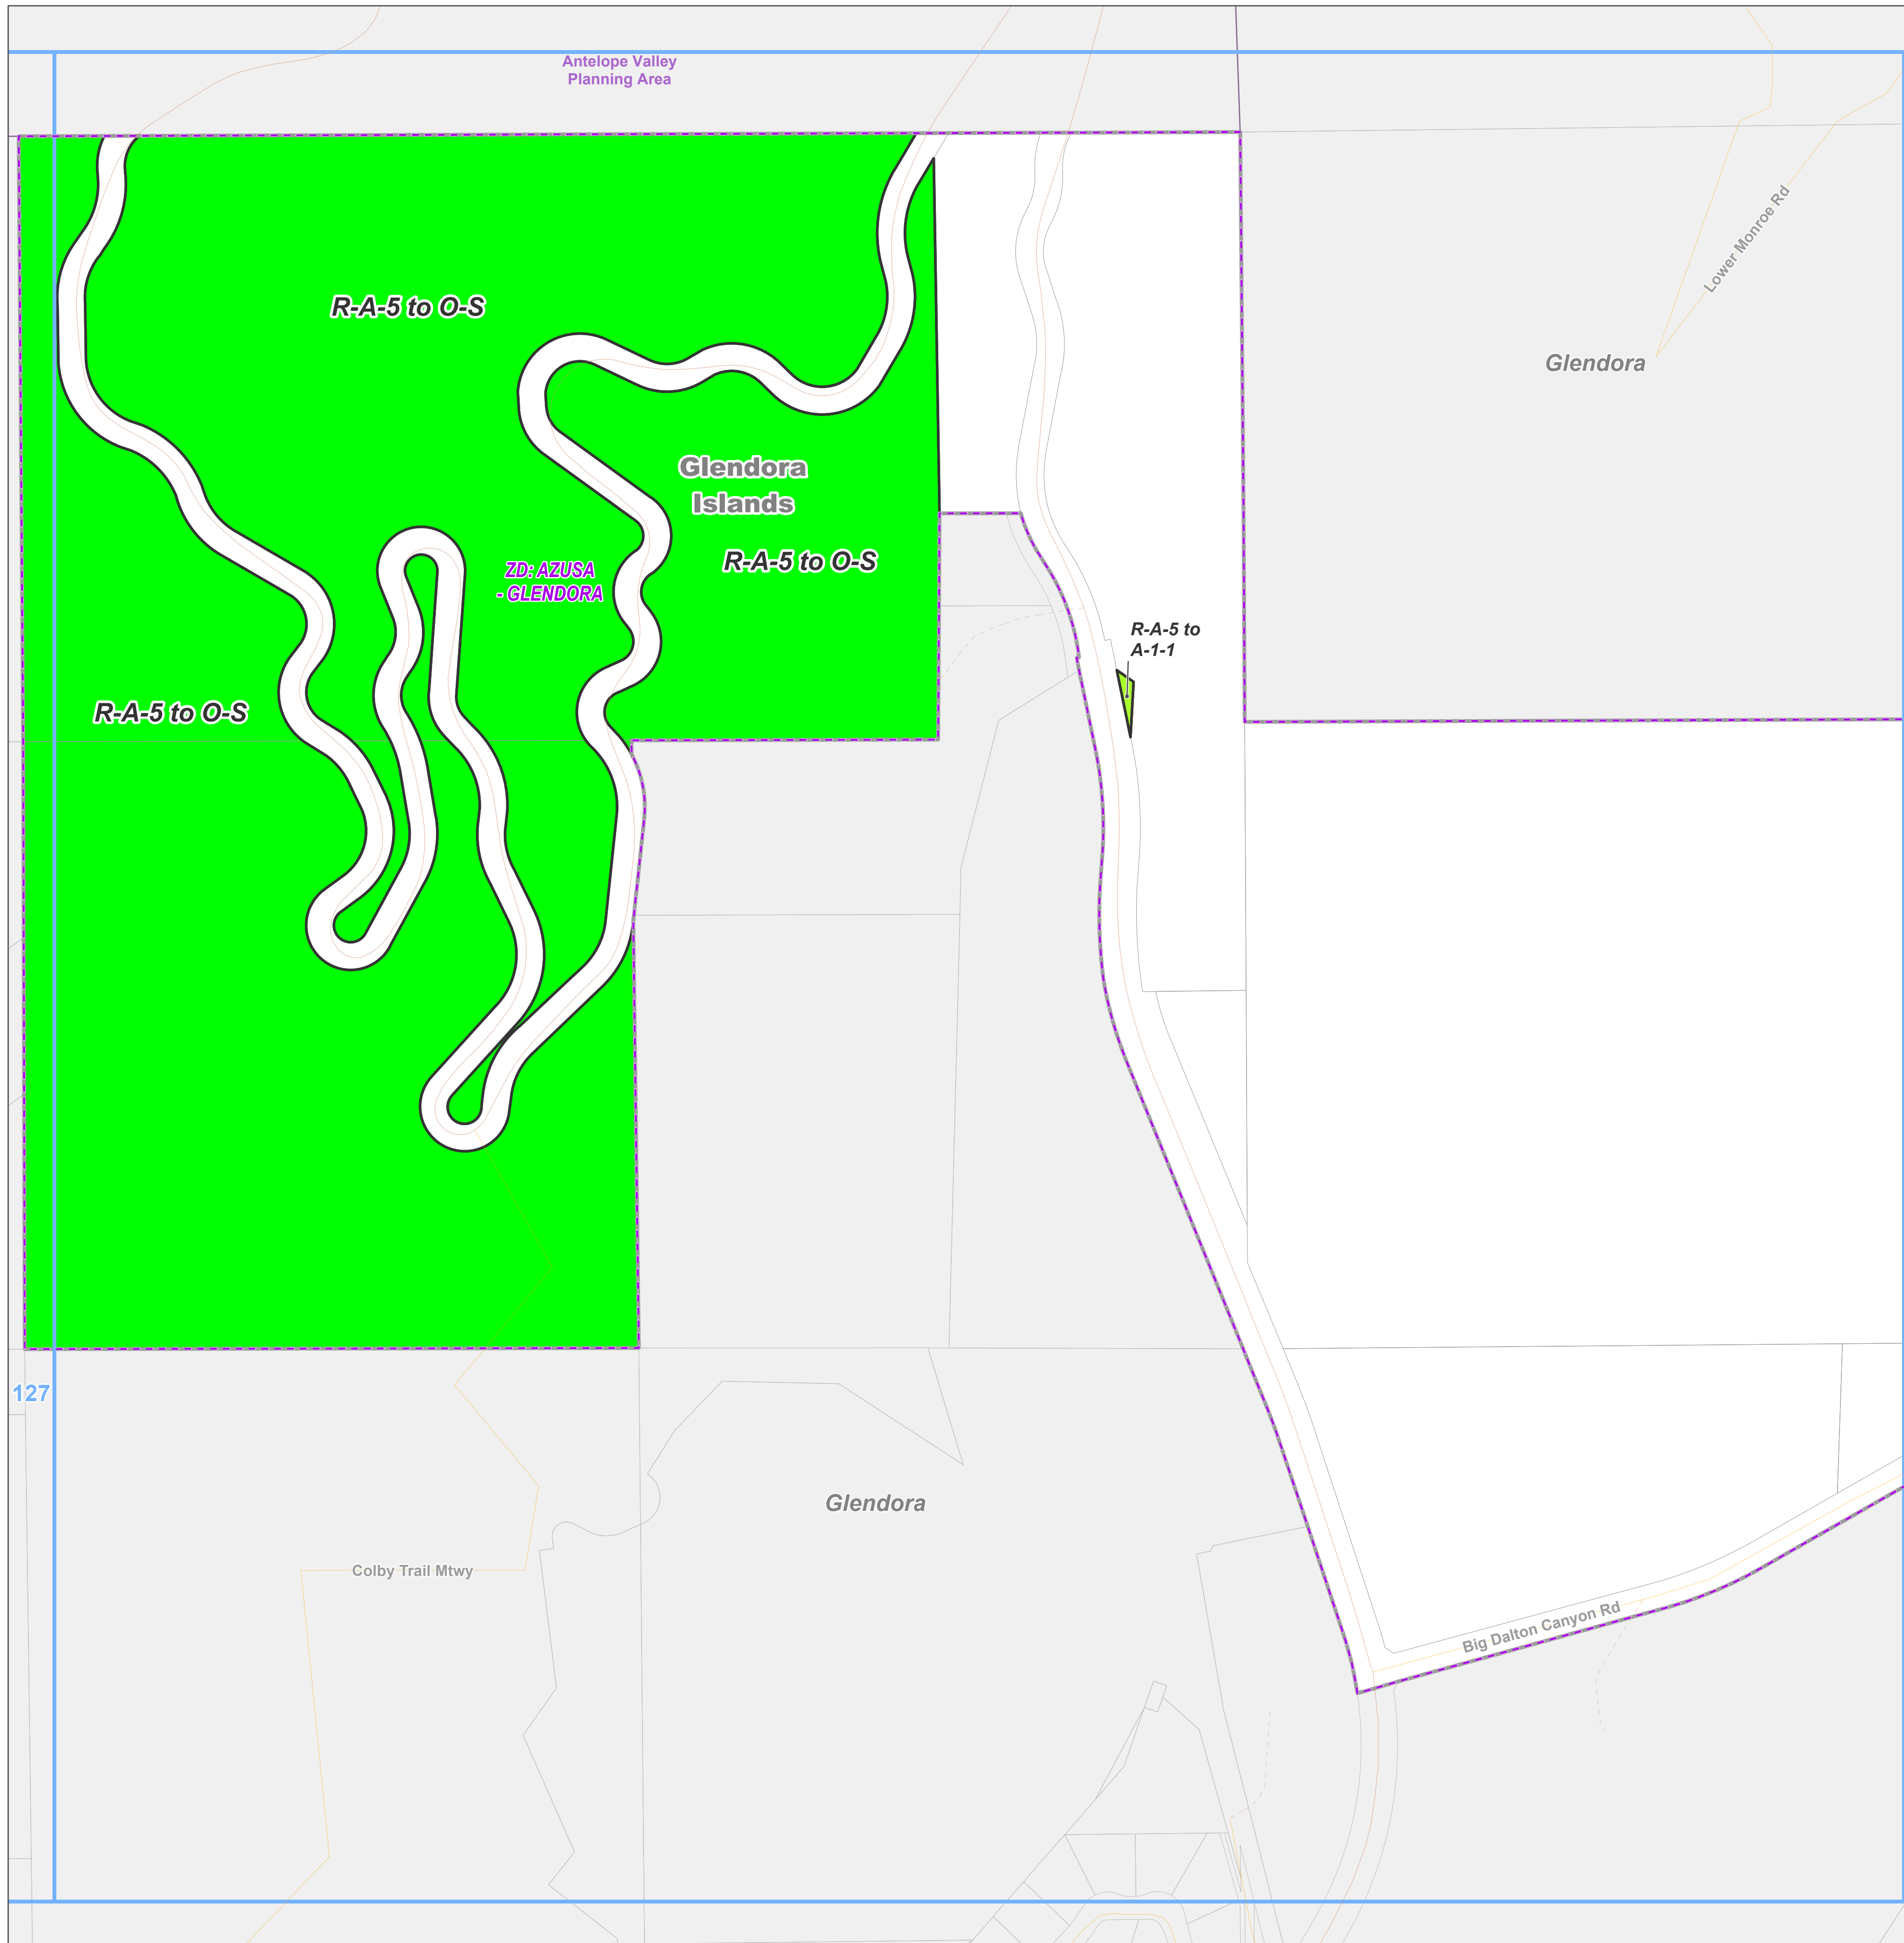 Antelope Valley
Planning Area
Lower Monroe Rd
R-A-5 to O-S
Glendora
Glendora
Islands
R-A-5 to O-S
ZD: AZUSA
- GLENDORA
R-A-5 to
A-1-1
R-A-5 to O-S
127
Glendora
Colby Trail Mtwy
Big Dalton Canyon Rd